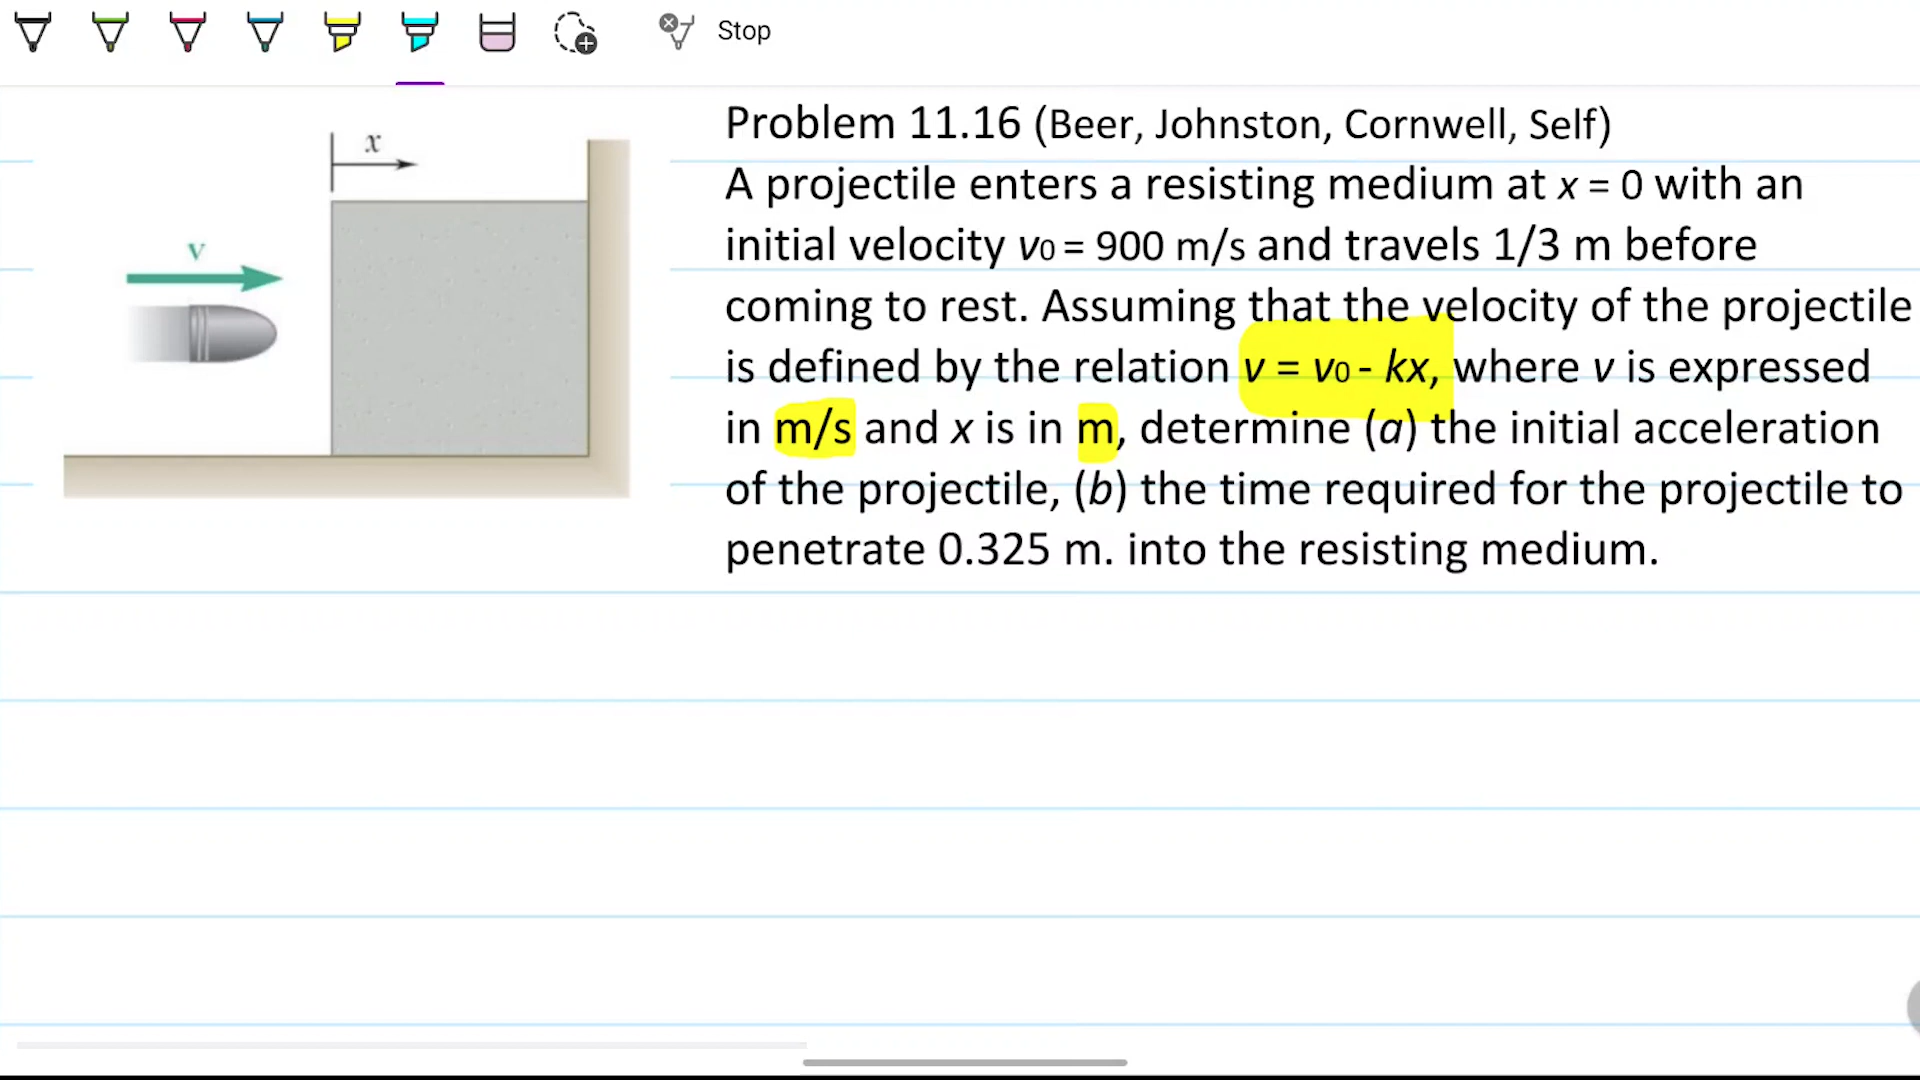 Stop
x
v
Problem 11.16 (Beer, Johnston, Cornwell, Self)
A projectile enters a resisting medium at x = 0 with an
initial velocity v0 = 900 m/s and travels 1/3 m before
coming to rest. Assuming that the velocity of the projectile
is defined by the relation v = v0 - kx, where v is expressed
in m/s and x is in m, determine (a) the initial acceleration
of the projectile, (b) the time required for the projectile to
penetrate 0.325 m. into the resisting medium.